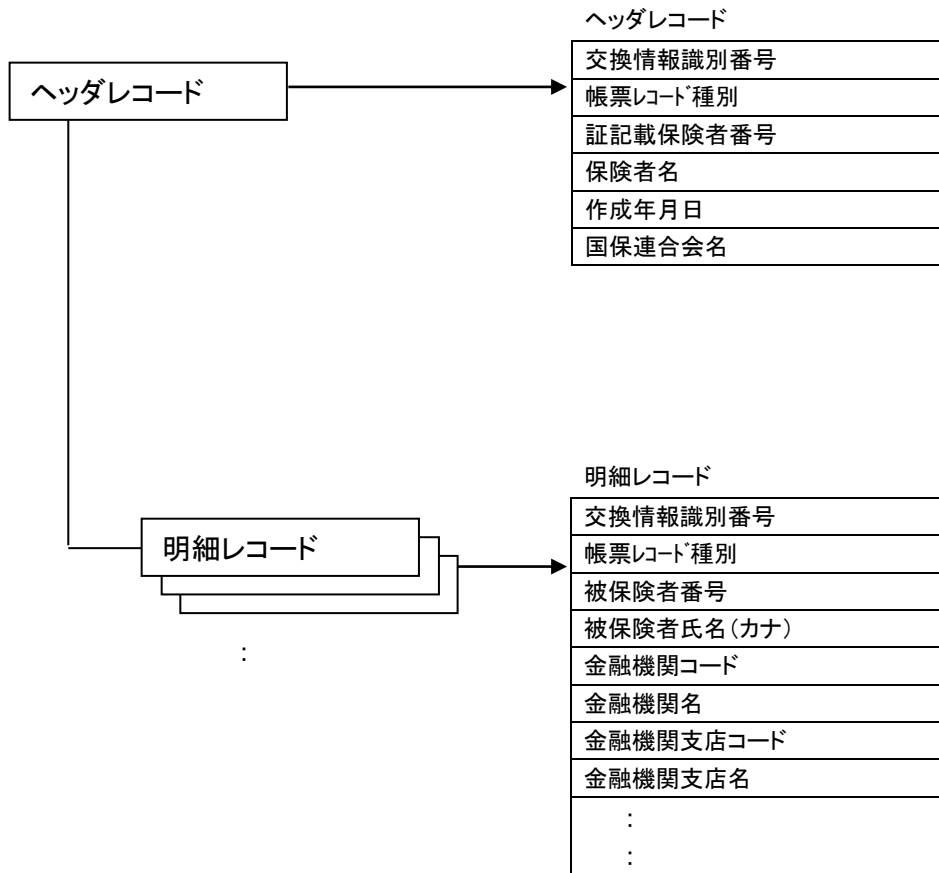 ヘッダレコード
ヘッダレコード
交換情報識別番号
帳票ﾚｺｰﾄﾞ種別
証記載保険者番号
保険者名
作成年月日
国保連合会名
明細レコード
明細レコード
交換情報識別番号
帳票ﾚｺｰﾄﾞ種別
被保険者番号
被保険者氏名（カナ）
金融機関コード
金融機関名
金融機関支店コード
金融機関支店名
：
：
：